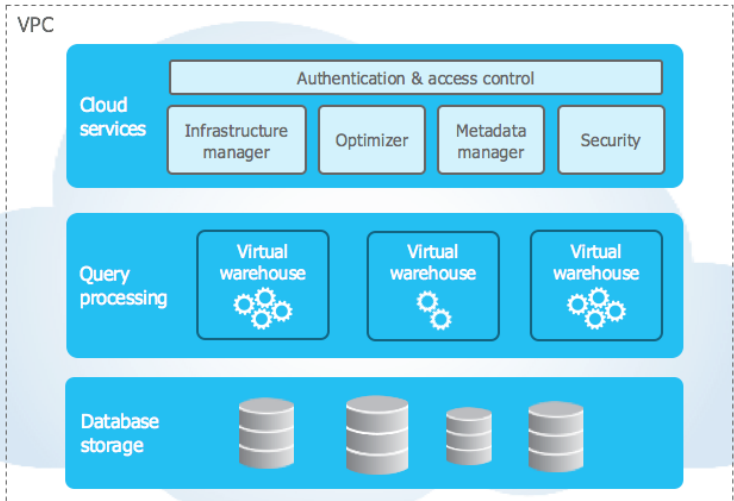 VPC
Cloud
services
Authentication & access control
Infrastructure
manager
Optimizer
Metadata
manager
Security
Query
processing
Virtual
warehouse
Virtual
warehouse
Virtual
warehouse
Database
storage